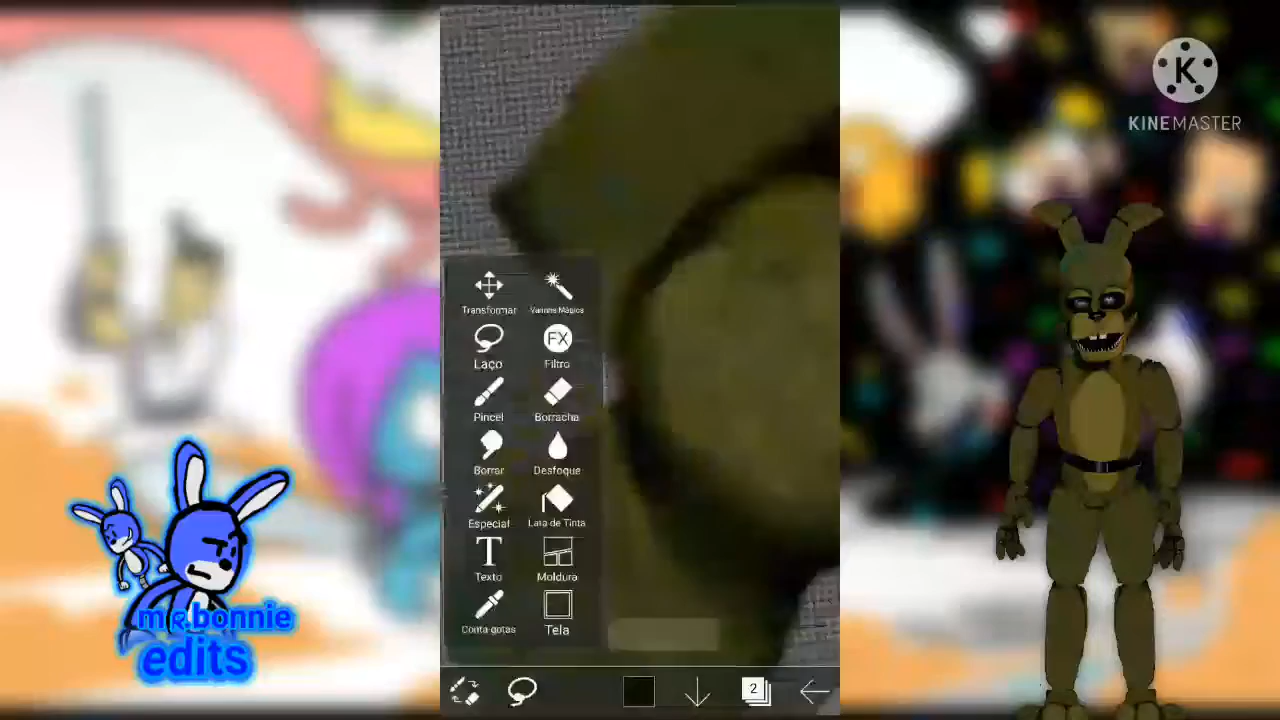 K
KINEMASTER
Transformar
Varinha Mágica
Laço
FX
Filtro
Pincel
Borracha
Borrar
Desfoque
Especial
Lata de Tinta
T
Texto
Moldura
Conta-gotas
Tela
2
mr.bonnie
edits